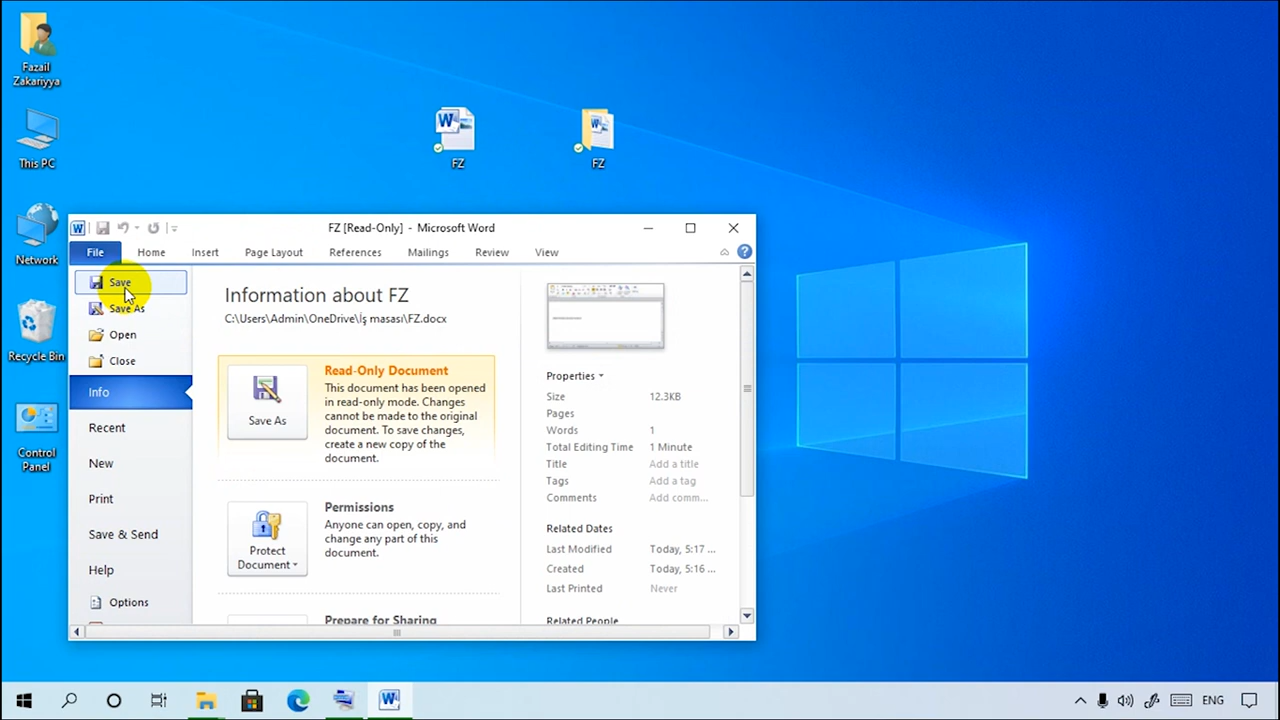 Fazail
Zakariyya
This PC
Network
Recycle Bin
Control
Panel
FZ
FZ
FZ [Read-Only] - Microsoft Word
File Home Insert Page Layout References Mailings Review View
Save
Save As
Open
Close
Info
Recent
New
Print
Save & Send
Help
Options
Information about FZ
C:\Users\Admin\OneDrive\İş masası\FZ.docx
Save As
Read-Only Document
This document has been opened
in read-only mode. Changes
cannot be made to the original
document. To save changes,
create a new copy of the
document.
Protect
Document
Permissions
Anyone can open, copy, and
change any part of this
document.
Prepare for Sharing
Properties
Size 12.3KB
Pages
Words 1
Total Editing Time 1 Minute
Title Add a title
Tags Add a tag
Comments Add comm...
Related Dates
Last Modified Today, 5:17 ...
Created Today, 5:16 ...
Last Printed Never
Related People
ENG